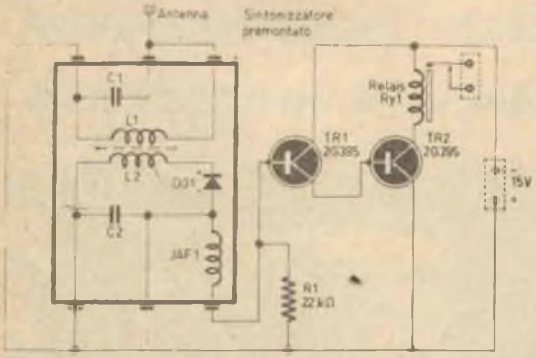 Antenna
Sintonizzatore
premontato
C1
L1
L2
DG1
C2
JAF1
TR1
2G395
TR2
2G395
Relais
Ry1
-
15V
+
R1
22 kΩ